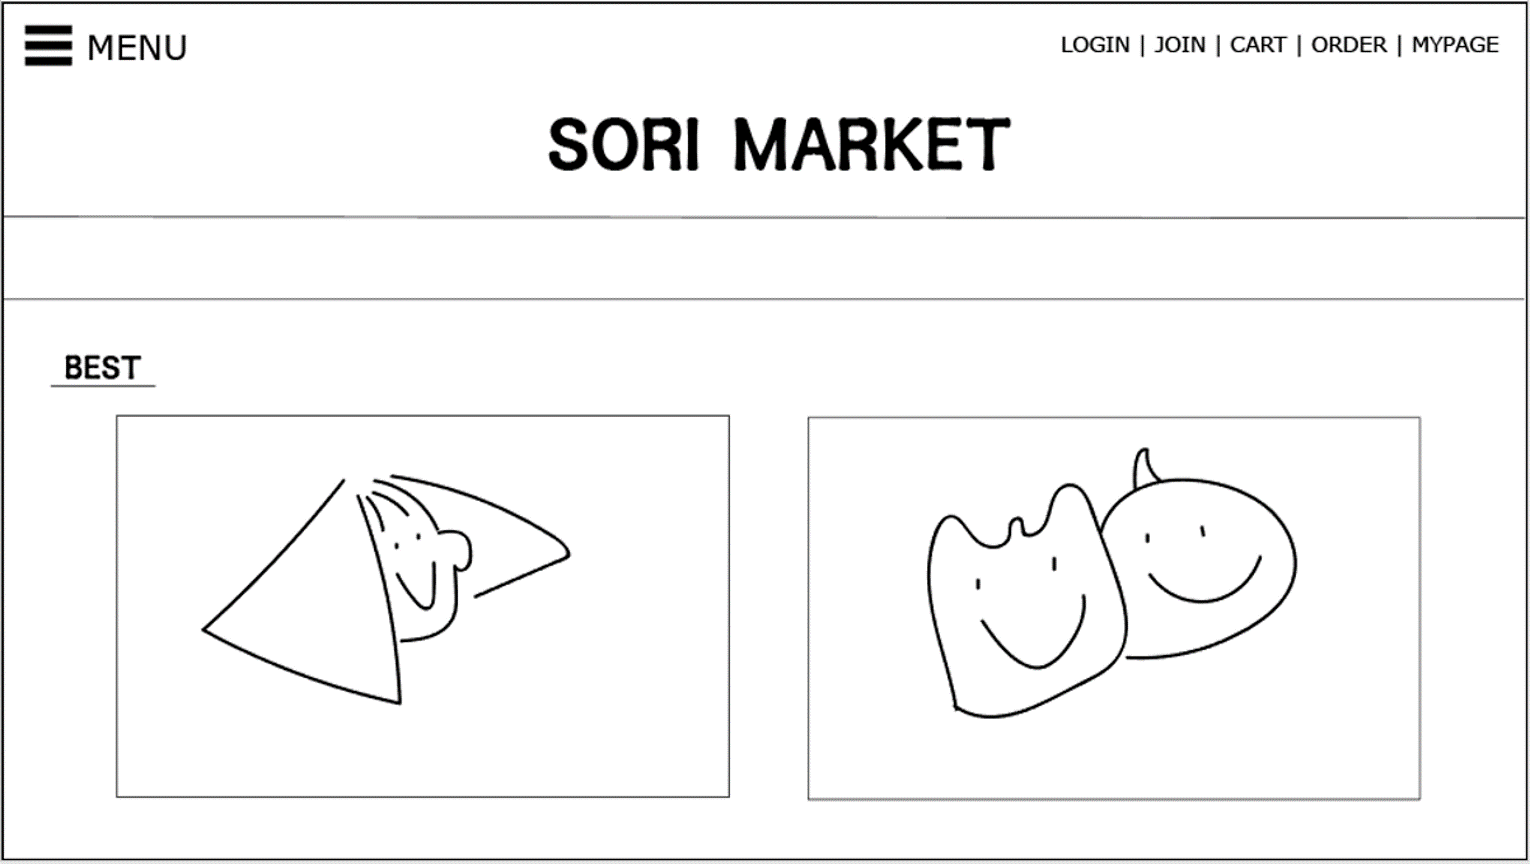 MENU
LOGIN | JOIN | CART | ORDER | MYPAGE
SORI MARKET
BEST